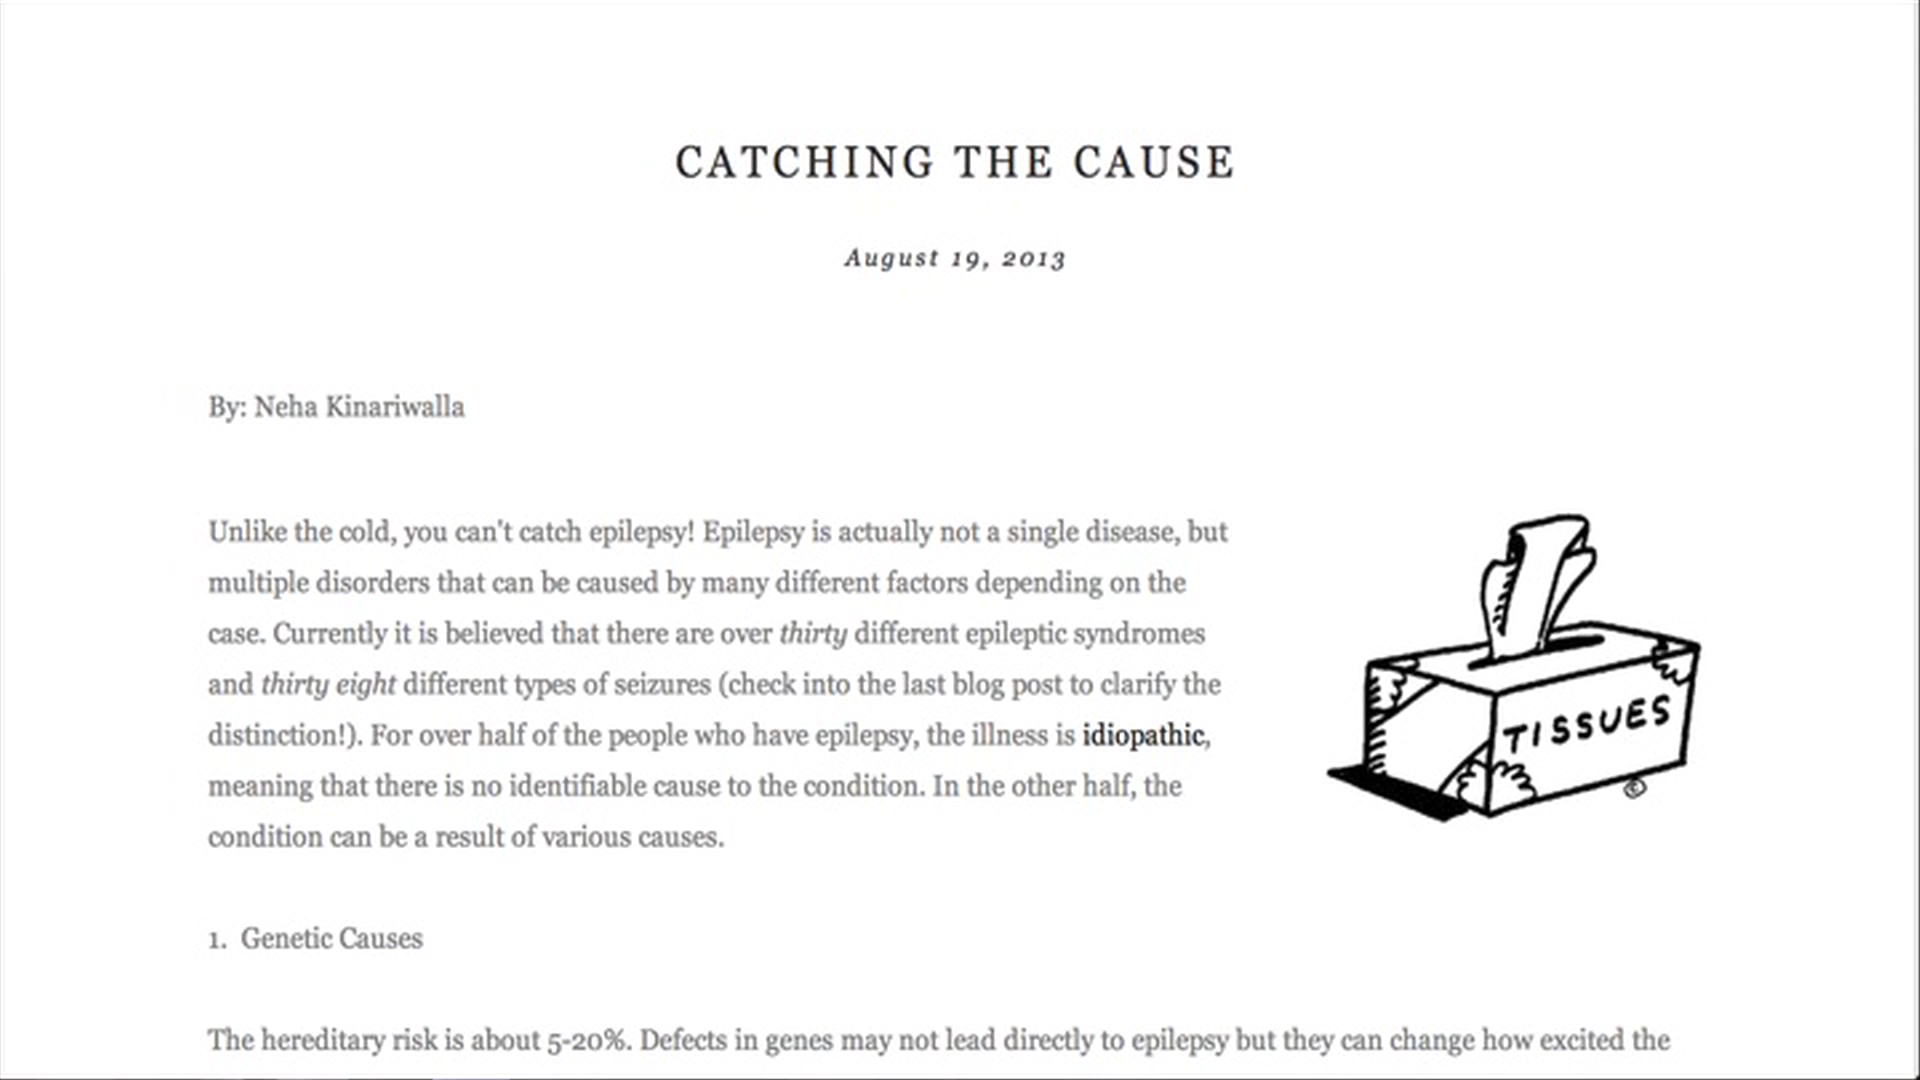 CATCHING THE CAUSE
August 19, 2013
By: Neha Kinariwalla
Unlike the cold, you can't catch epilepsy! Epilepsy is actually not a single disease, but
multiple disorders that can be caused by many different factors depending on the
case. Currently it is believed that there are over thirty different epileptic syndromes
and thirty eight different types of seizures (check into the last blog post to clarify the
distinction!). For over half of the people who have epilepsy, the illness is idiopathic,
meaning that there is no identifiable cause to the condition. In the other half, the
condition can be a result of various causes.
TISSUES
©
1. Genetic Causes
The hereditary risk is about 5-20%. Defects in genes may not lead directly to epilepsy but they can change how excited the